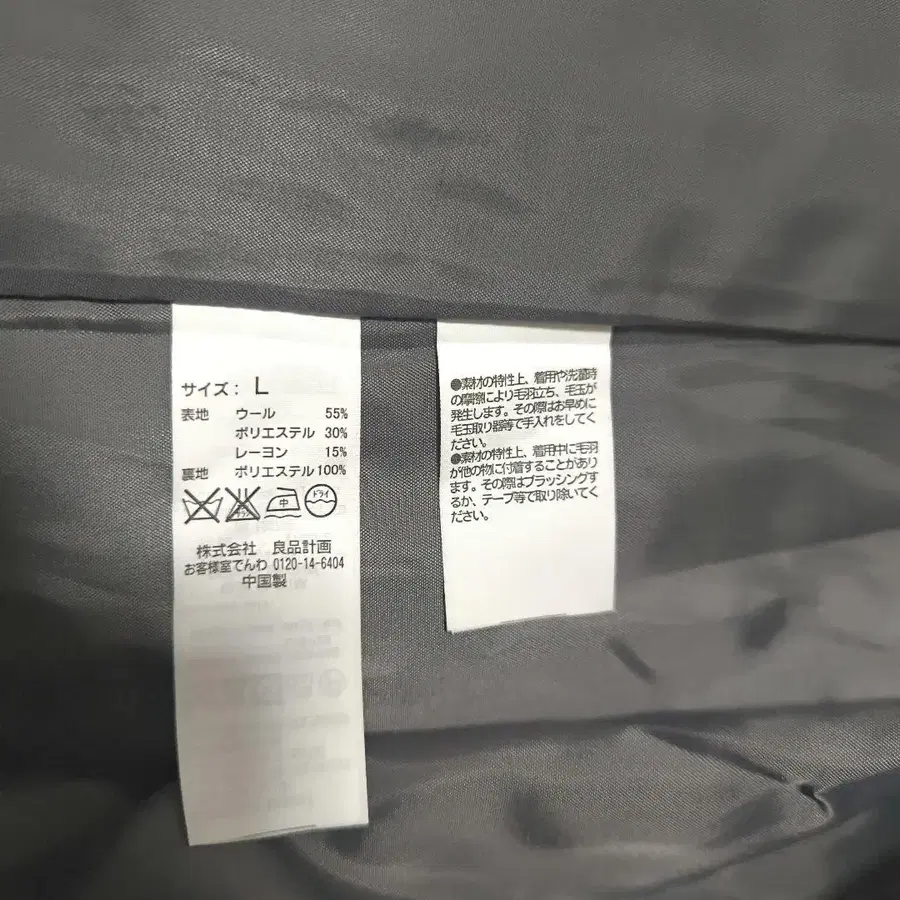 サイズ: L
表地 ウール 55%
ポリエステル 30%
レーヨン 15%
裏地 ポリエステル 100%
中 ドライ
株式会社 良品計画
お客様室でんわ 0120-14-6404
中国製
●素材の特性上、着用や洗濯時
の摩擦により毛羽立ち、毛玉が
発生します。その際はお早めに
毛玉取り器等で手入れをしてく
ださい。
●素材の特性上、着用中に毛羽
が他の物に付着することがあり
ます。その際はブラッシングす
るか、テープ等で取り除いてく
ださい。